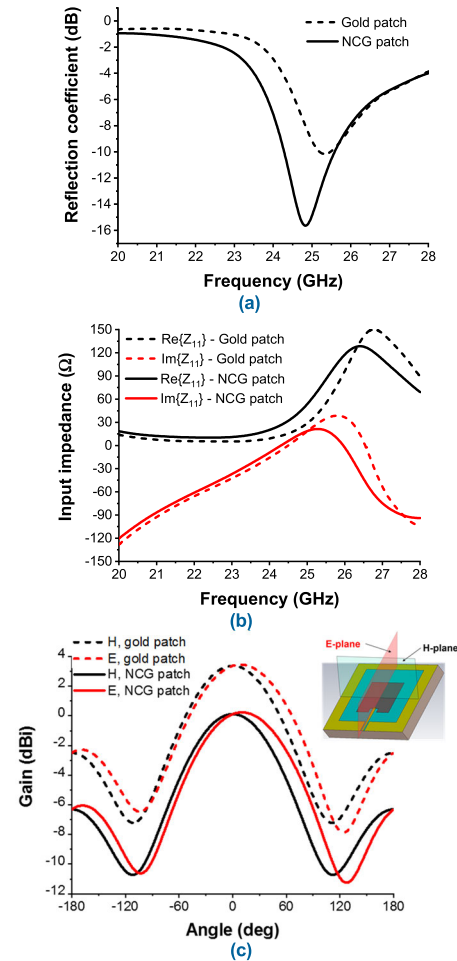 Reflection coefficient (dB)
0
-2
-4
-6
-8
-10
-12
-14
-16
Gold patch
NCG patch
20 21 22 23 24 25 26 27 28
Frequency (GHz)
(a)
Input impedance (Ω)
150
120
90
60
30
0
-30
-60
-90
-120
-150
Re{Z₁₁} - Gold patch
Im{Z₁₁} - Gold patch
Re{Z₁₁} - NCG patch
Im{Z₁₁} - NCG patch
20 21 22 23 24 25 26 27 28
Frequency (GHz)
(b)
Gain (dBi)
4
2
0
-2
-4
-6
-8
-10
-12
H, gold patch
E, gold patch
H, NCG patch
E, NCG patch
E-plane
H-plane
-180 -120 -60 0 60 120 180
Angle (deg)
(c)